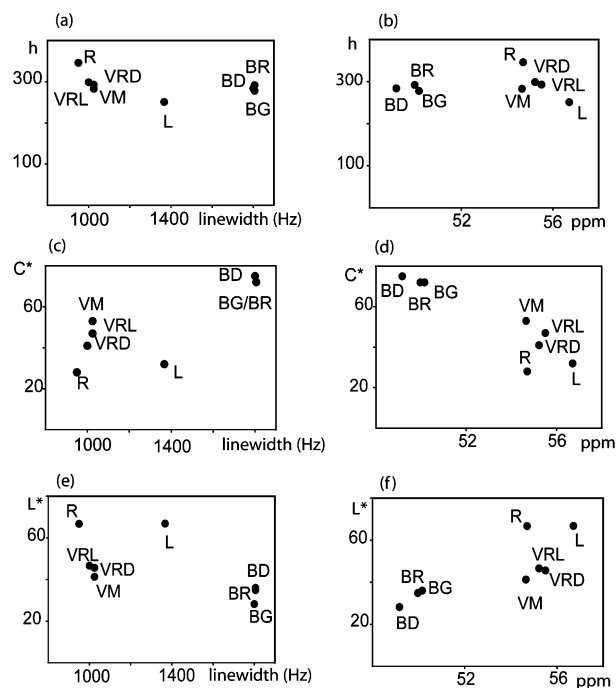 (a)
h
R
300
VRD
VRL
VM
BR
BD
BG
L
100
1000 1400 linewidth (Hz)
(b)
h
R
300
BR
VRD
BD
BG
VM
VRL
L
100
52 56 ppm
(c)
C*
BD
60
BG/BR
VM
VRL
VRD
R
L
20
1000 1400 linewidth (Hz)
(d)
C*
BD
BR
BG
60
VM
VRL
R
VRD
L
20
52 56 ppm
(e)
L*
R
60
L
VRL
VRD
VM
BD
BR
BG
20
1000 1400 linewidth (Hz)
(f)
L*
R
60
L
VRL
BR
BG
VRD
VM
BD
20
52 56 ppm